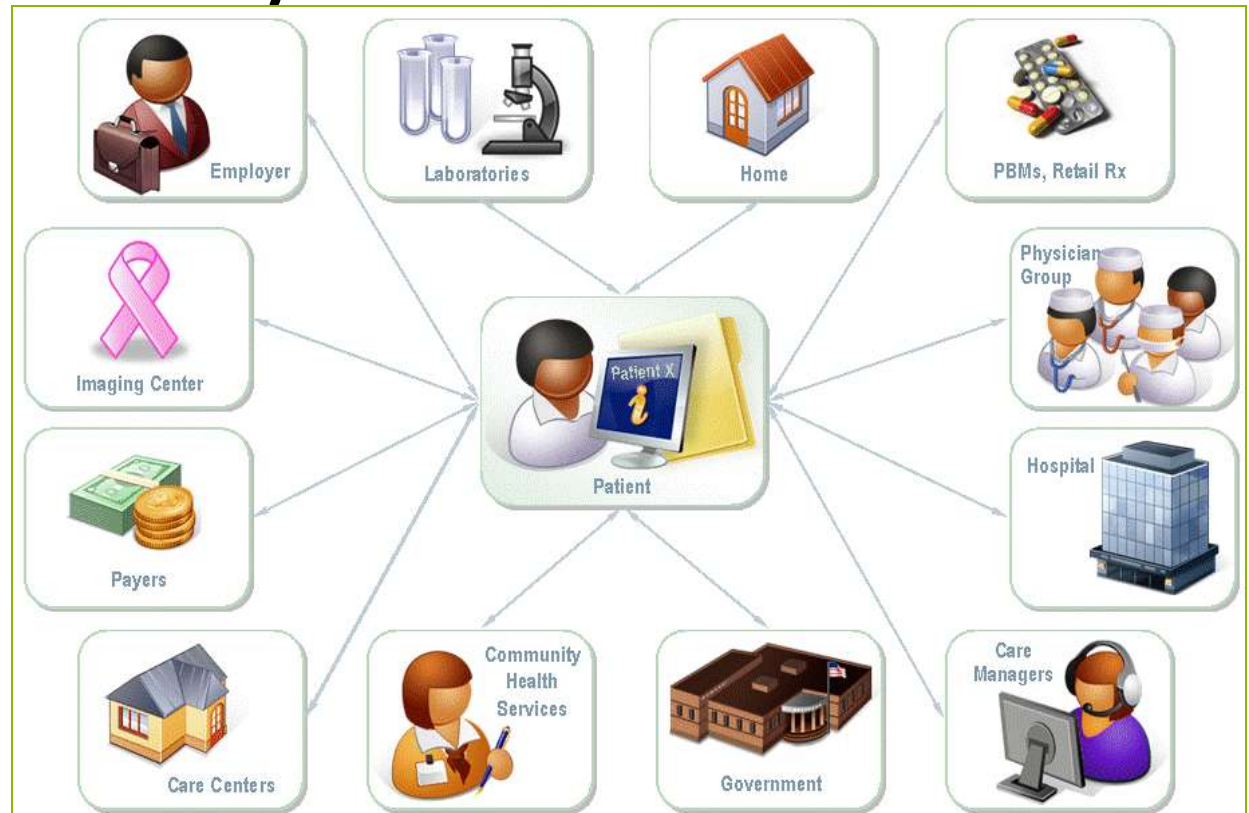 Employer
Laboratories
Home
PBMs, Retail Rx
Imaging Center
Patient X
i
Patient
Physician
Group
Payers
Hospital
Care Centers
Community
Health
Services
Government
Care
Managers